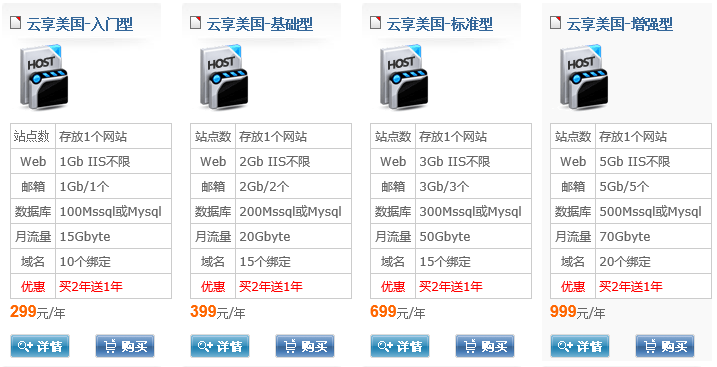 云享美国-入门型
HOST
站点数 存放1个网站
Web 1Gb IIS不限
邮箱 1Gb/1个
数据库 100Mssql或Mysql
月流量 15Gbyte
域名 10个绑定
优惠 买2年送1年
299元/年
详情 购买
云享美国-基础型
HOST
站点数 存放1个网站
Web 2Gb IIS不限
邮箱 2Gb/2个
数据库 200Mssql或Mysql
月流量 20Gbyte
域名 15个绑定
优惠 买2年送1年
399元/年
详情 购买
云享美国-标准型
HOST
站点数 存放1个网站
Web 3Gb IIS不限
邮箱 3Gb/3个
数据库 300Mssql或Mysql
月流量 50Gbyte
域名 15个绑定
优惠 买2年送1年
699元/年
详情 购买
云享美国-增强型
HOST
站点数 存放1个网站
Web 5Gb IIS不限
邮箱 5Gb/5个
数据库 500Mssql或Mysql
月流量 70Gbyte
域名 20个绑定
优惠 买2年送1年
999元/年
详情 购买